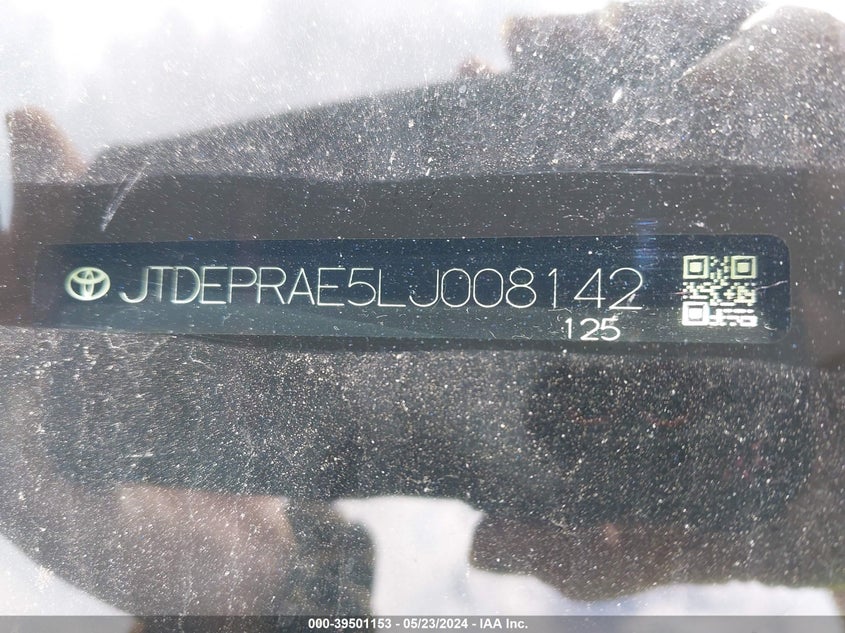 JTDEPRAE5LJ008142
125
000-39501153 - 05/23/2024 - IAA Inc.